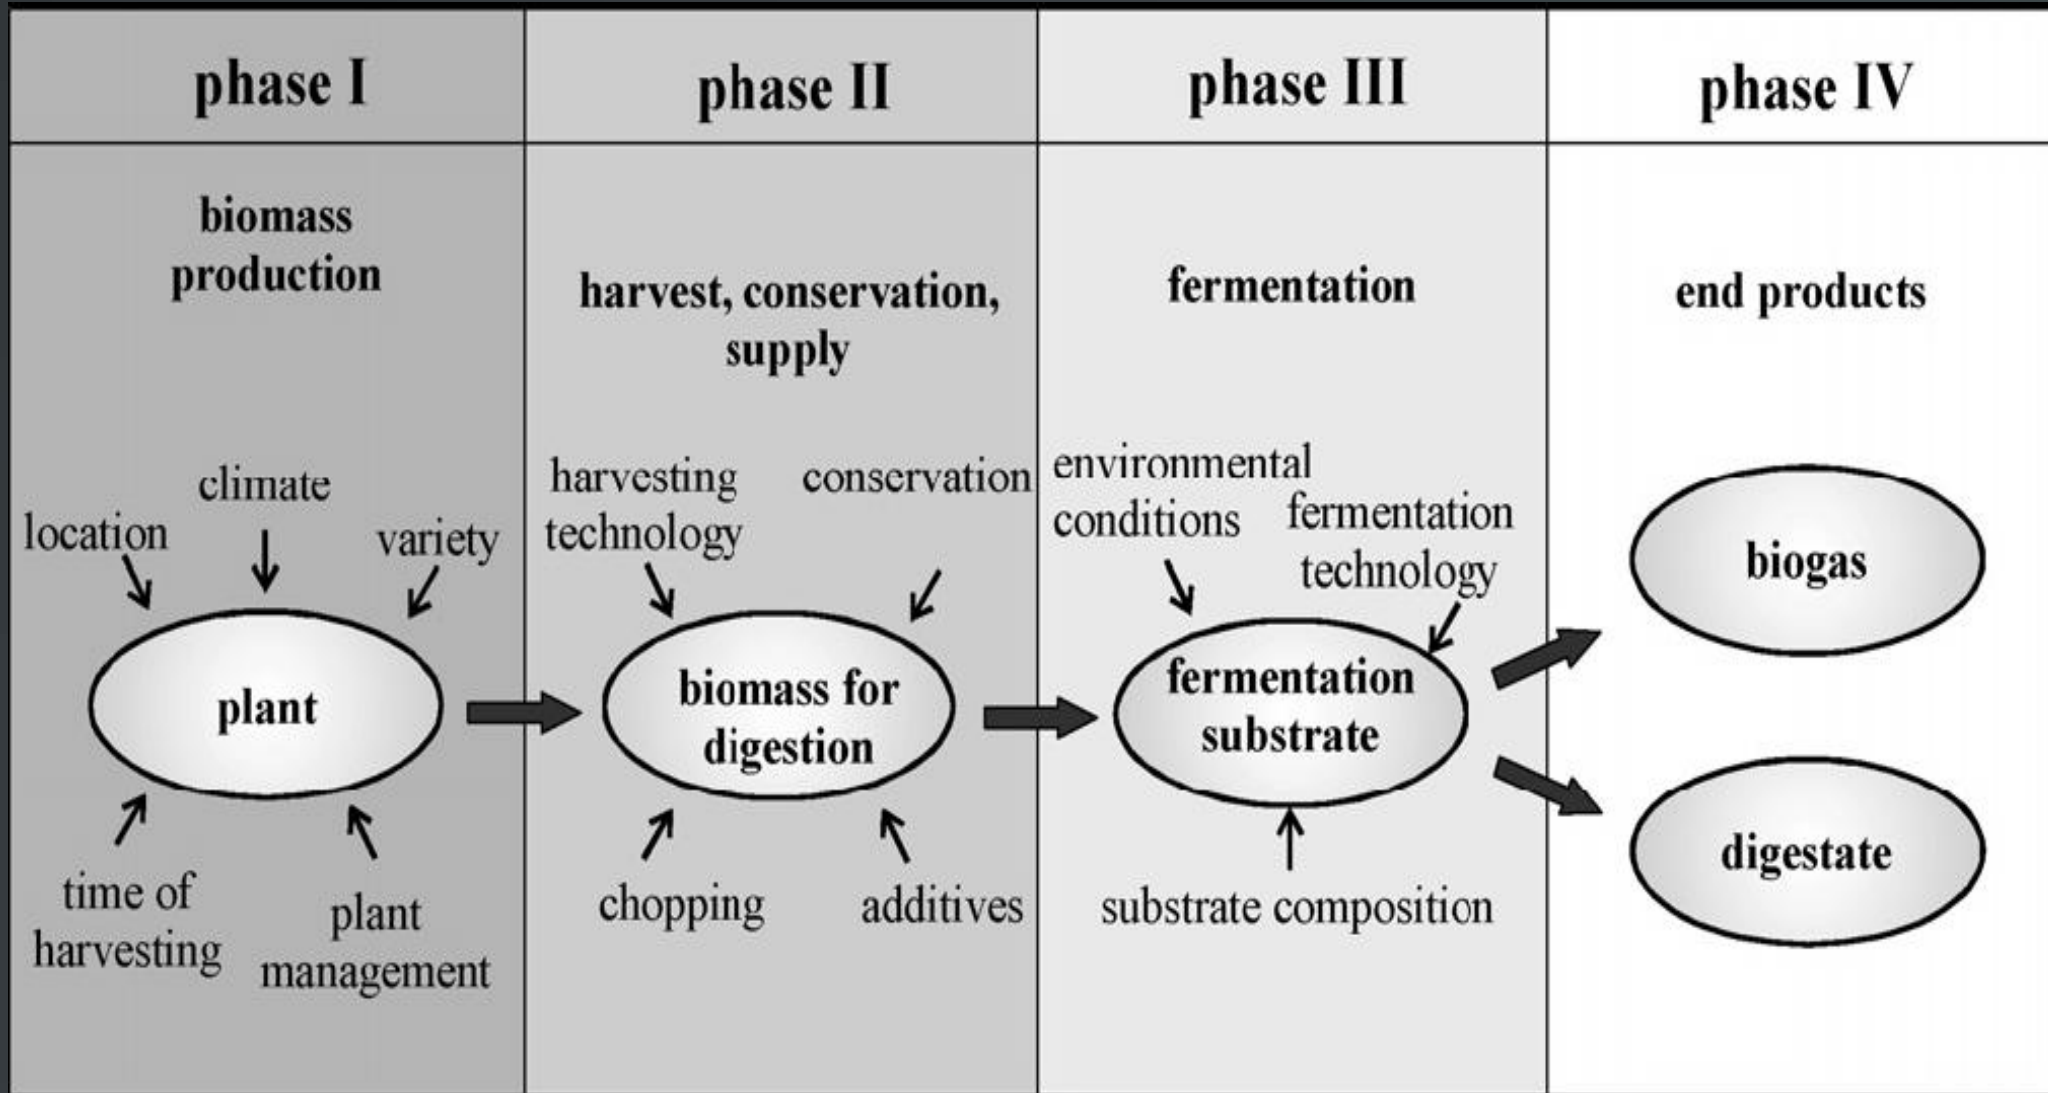 phase I
phase II
phase III
phase IV
biomass
production
harvest, conservation,
supply
fermentation
end products
location
climate
variety
plant
time of
harvesting
plant
management
harvesting
technology
conservation
biomass for
digestion
chopping
additives
environmental
conditions
fermentation
technology
fermentation
substrate
substrate composition
biogas
digestate